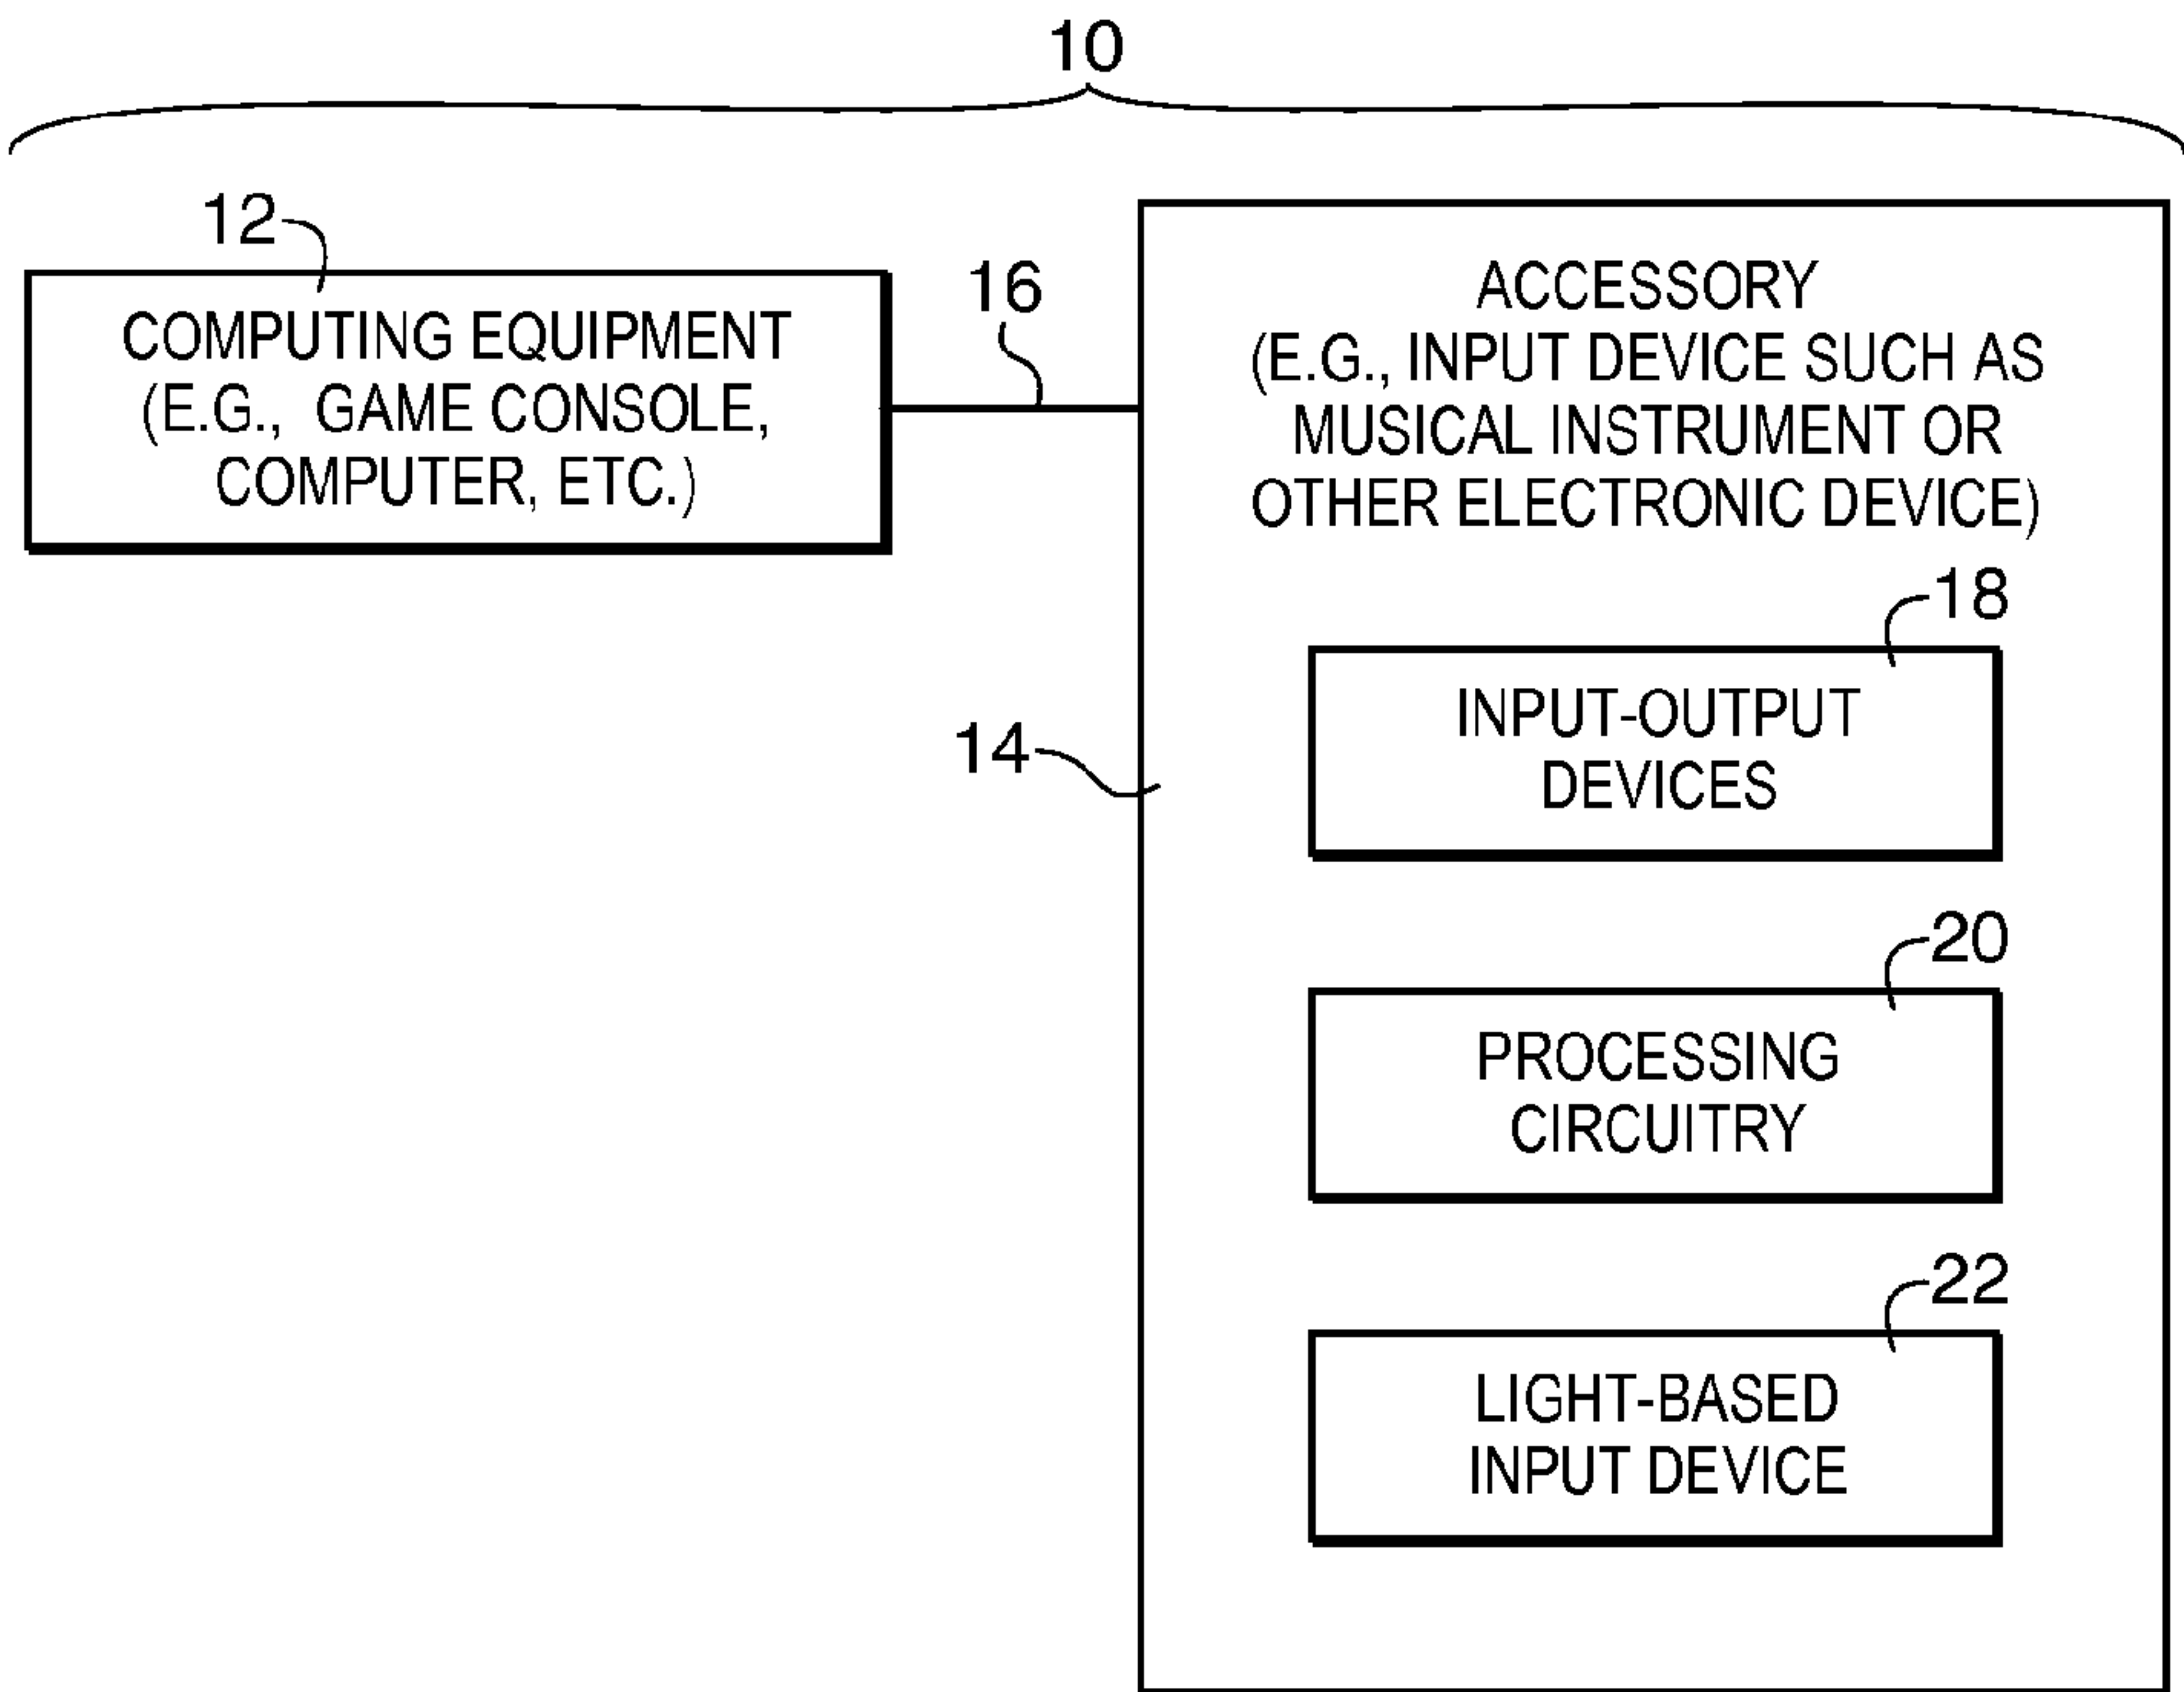 10
12
COMPUTING EQUIPMENT
(E.G., GAME CONSOLE,
COMPUTER, ETC.)
16
ACCESSORY
(E.G., INPUT DEVICE SUCH AS
MUSICAL INSTRUMENT OR
OTHER ELECTRONIC DEVICE)
14
18
INPUT-OUTPUT
DEVICES
20
PROCESSING
CIRCUITRY
22
LIGHT-BASED
INPUT DEVICE